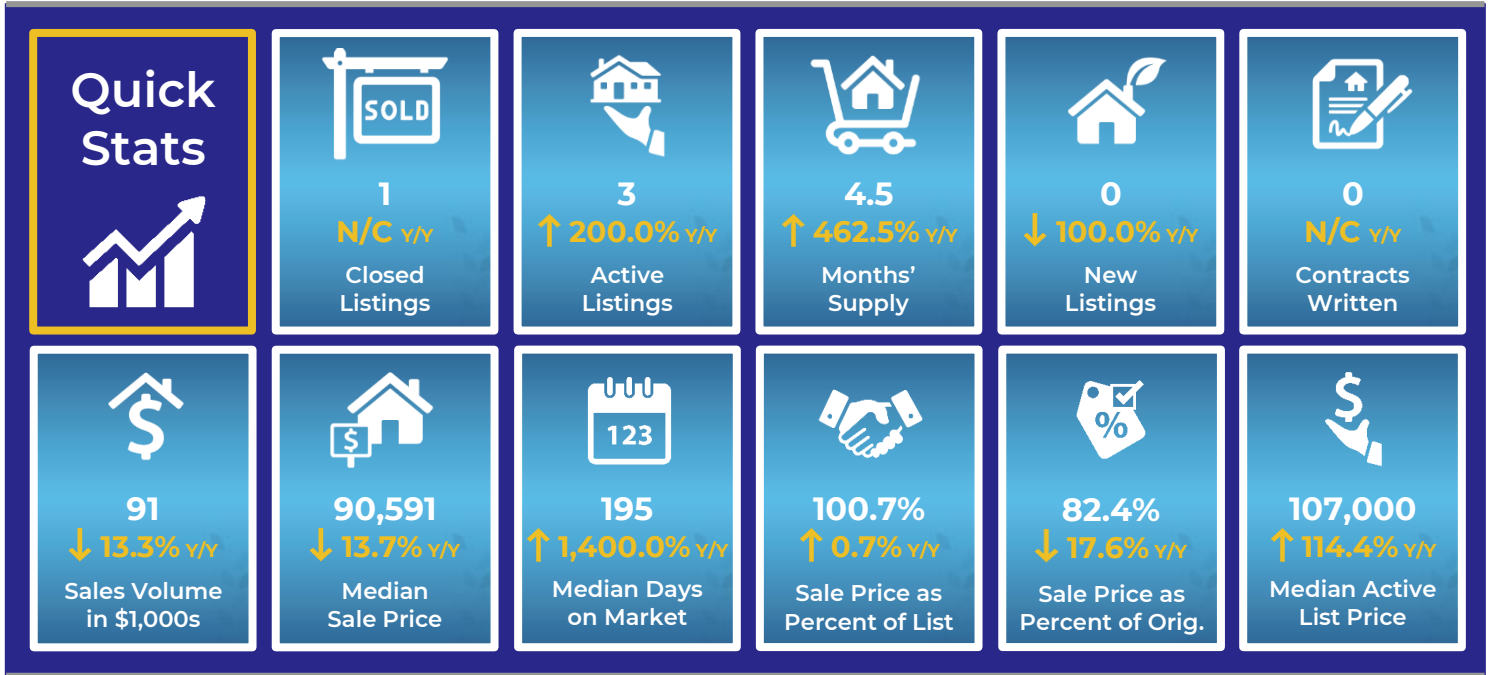 Quick
Stats
SOLD
1
N/C Y/Y
Closed
Listings
3
↑ 200.0% Y/Y
Active
Listings
4.5
↑ 462.5% Y/Y
Months’
Supply
0
↓ 100.0% Y/Y
New
Listings
0
N/C Y/Y
Contracts
Written
$
91
↓ 13.3% Y/Y
Sales Volume
in $1,000s
$
90,591
↓ 13.7% Y/Y
Median
Sale Price
123
195
↑ 1,400.0% Y/Y
Median Days
on Market
100.7%
↑ 0.7% Y/Y
Sale Price as
Percent of List
%
82.4%
↓ 17.6% Y/Y
Sale Price as
Percent of Orig.
$
107,000
↑ 114.4% Y/Y
Median Active
List Price